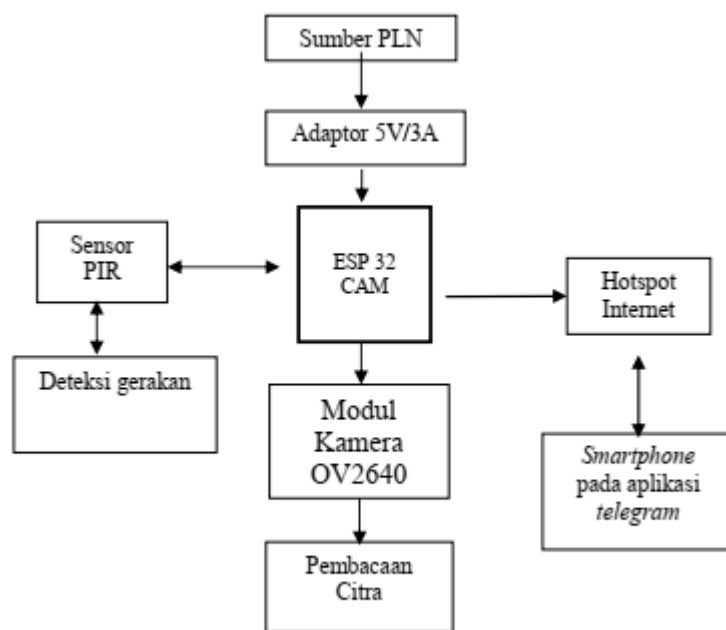 Sumber PLN
Adaptor 5V/3A
Sensor
PIR
ESP 32
CAM
Hotspot
Internet
Deteksi gerakan
Modul
Kamera
OV2640
Smartphone
pada aplikasi
telegram
Pembacaan
Citra